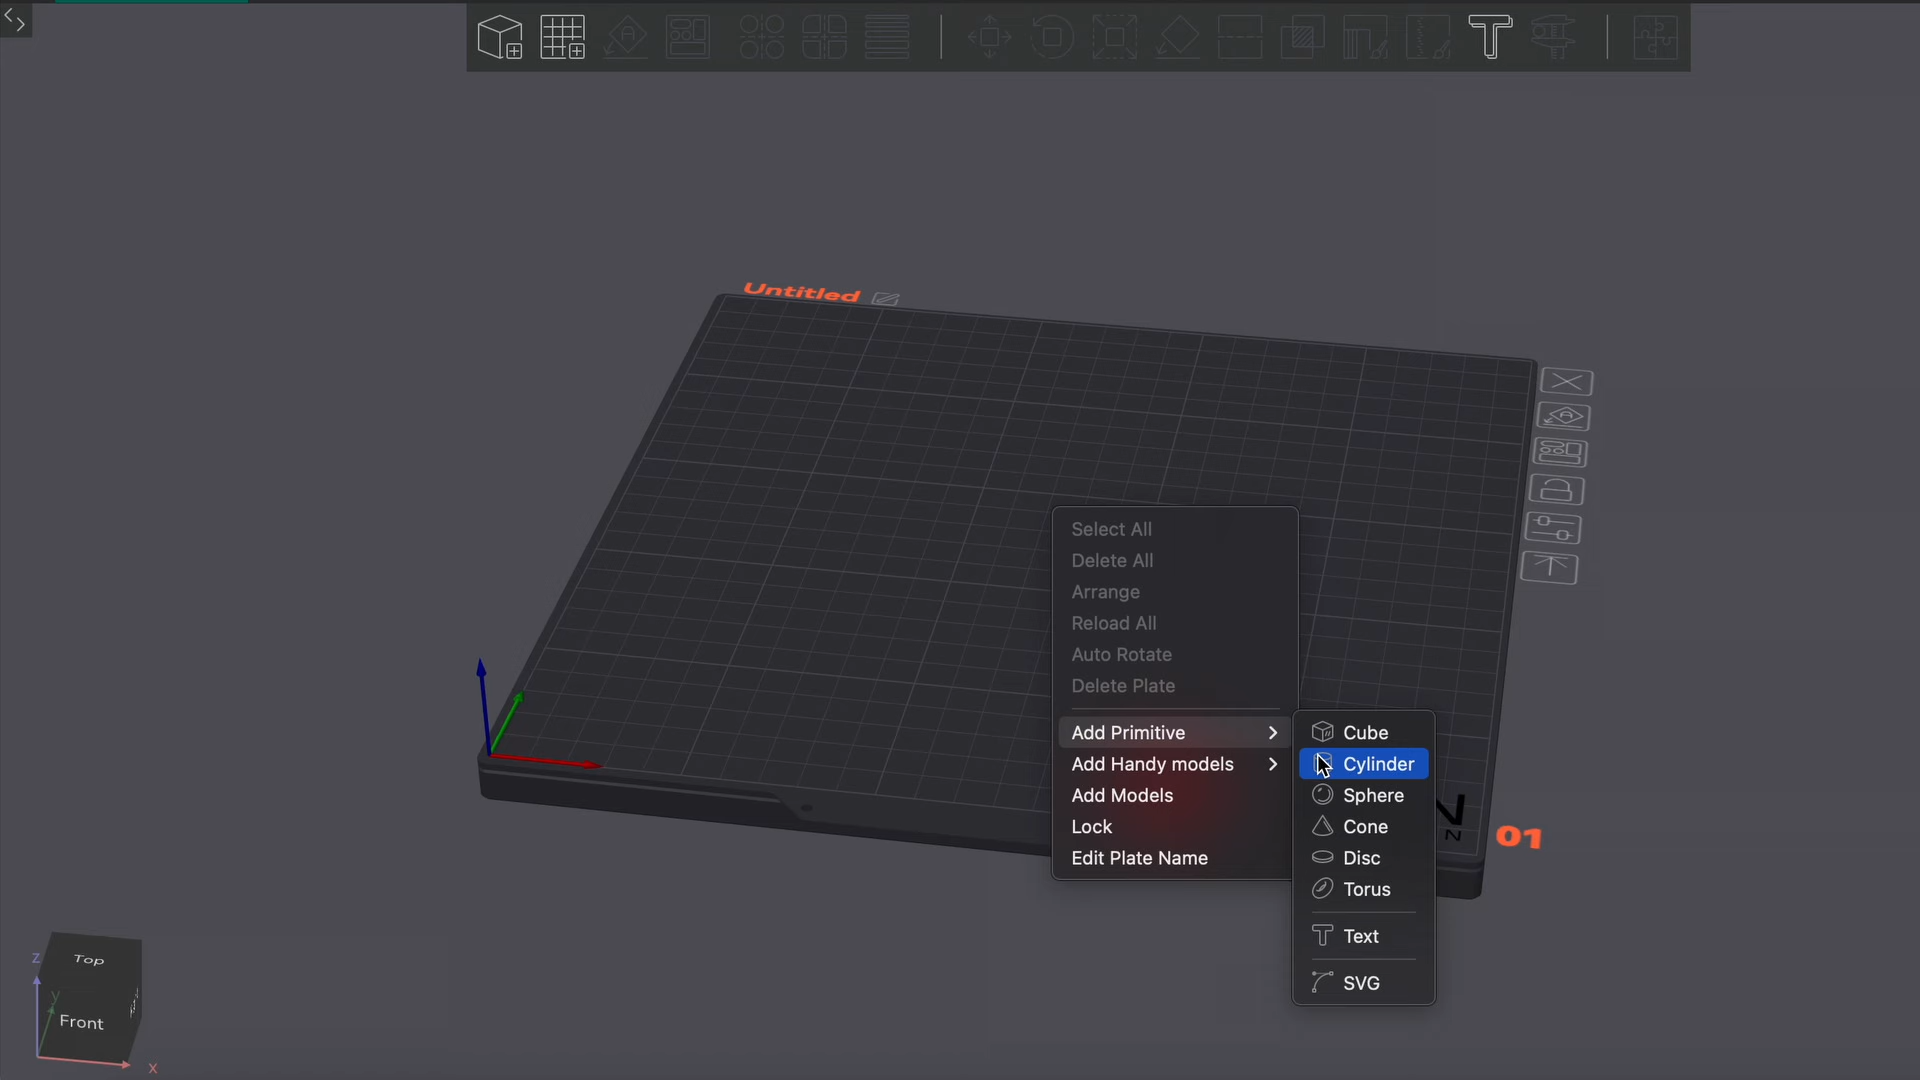 Untitled
Select All
Delete All
Arrange
Reload All
Auto Rotate
Delete Plate
Add Primitive
Add Handy models
Add Models
Lock
Edit Plate Name
Cube
Cylinder
Sphere
Cone
Disc
Torus
Text
SVG
01
Top
Front
Z
y
X